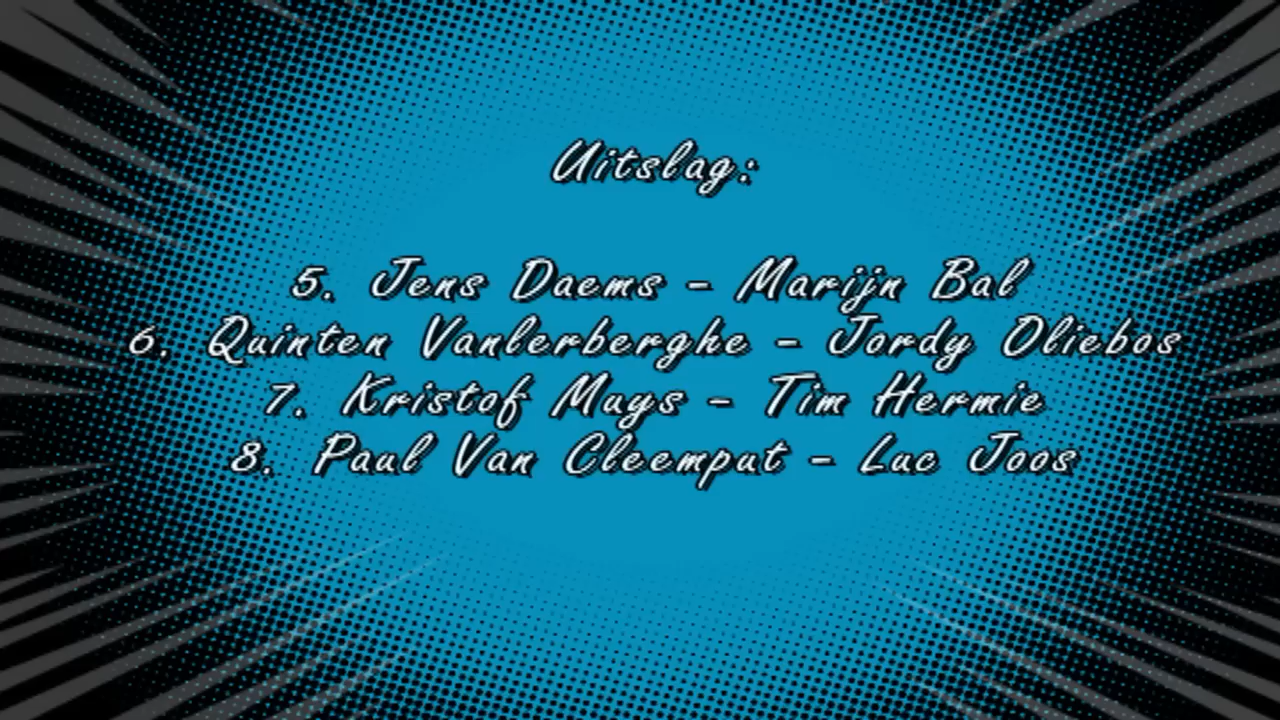 Uitslag:
5. Jens Daems - Marijn Bal
6. Quinten Vanlerberghe - Jordy Oliebos
7. Kristof Muys - Tim Hermie
8. Paul Van Cleemput - Luc Joos